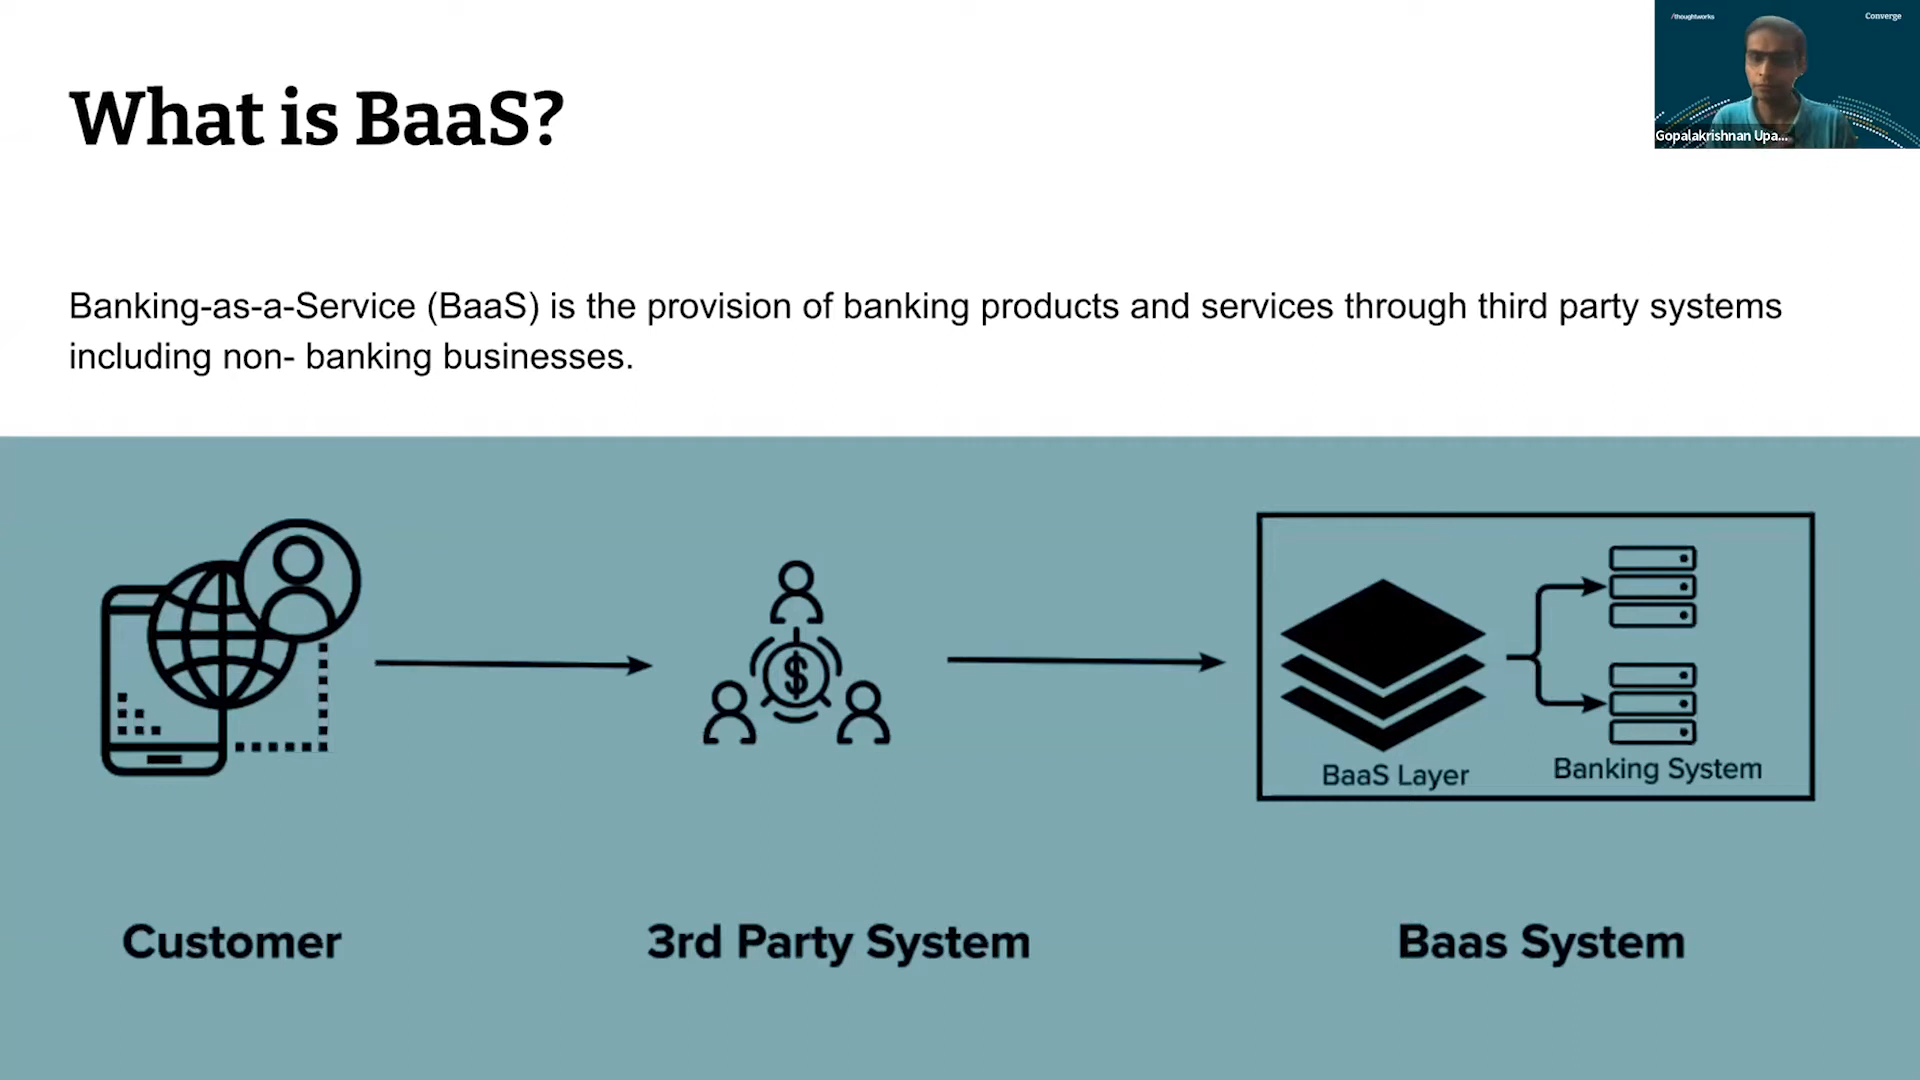 /thoughtworks
Converge
Gopalakrishnan Upa...
What is BaaS?
Banking-as-a-Service (BaaS) is the provision of banking products and services through third party systems
including non- banking businesses.
$
BaaS Layer
Banking System
Customer
3rd Party System
Baas System